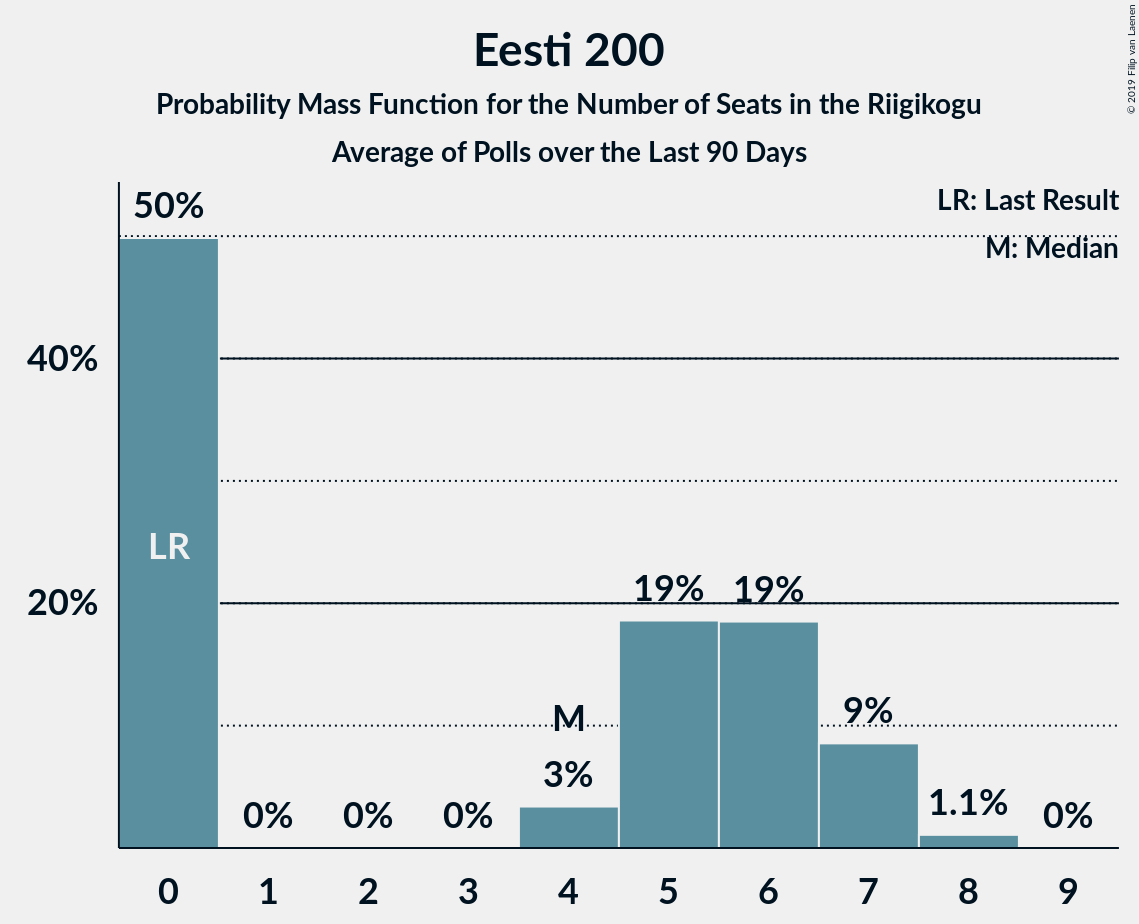 Eesti 200
Probability Mass Function for the Number of Seats in the Riigikogu
Average of Polls over the Last 90 Days
© 2019 Filip van Laenen
LR: Last Result
M: Median
50%
40%
20%
LR
0%
0%
0%
M
3%
19%
19%
9%
1.1%
0%
0 1 2 3 4 5 6 7 8 9